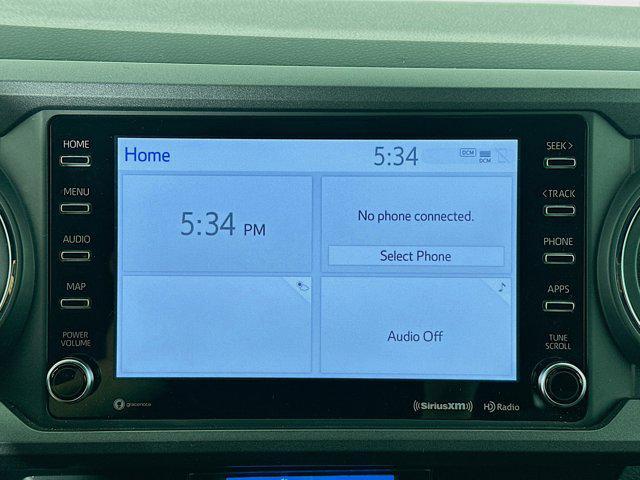 HOME
MENU
AUDIO
MAP
POWER
VOLUME
Home
5:34
DCM
DCM
5:34 PM
No phone connected.
Select Phone
Audio Off
SEEK >
< TRACK
PHONE
APPS
TUNE
SCROLL
gracenote
((SiriusXM))
HD Radio